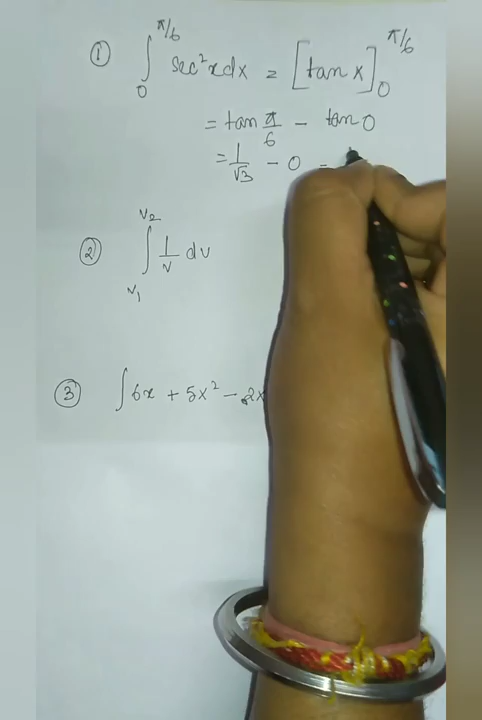 ① ∫₀^{π/6} sec²x dx = [tan x]₀^{π/6}
= tan π/6 − tan 0
= 1/√3 − 0 =
② ∫_{v₁}^{v₂} 1/v dv
③ ∫ 6x + 5x² − 2x